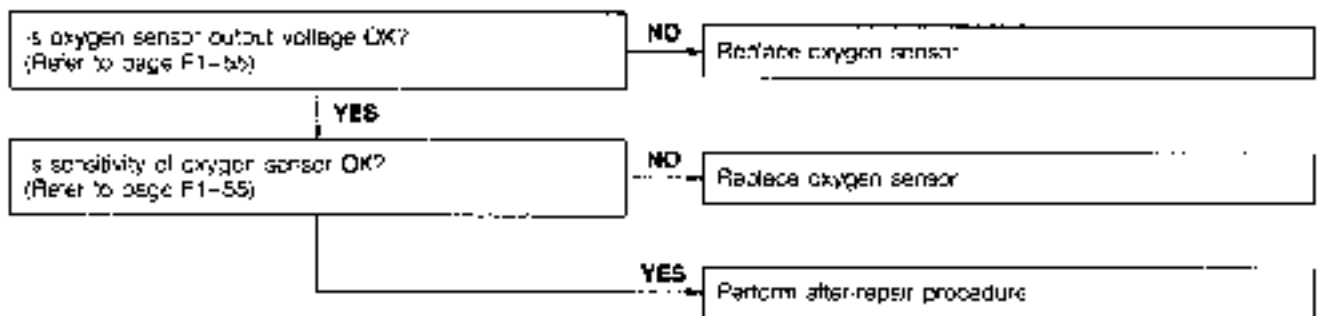 Is oxygen sensor output voltage OK?
(Refer to page F1–55)
NO
Replace oxygen sensor
YES
Is sensitivity of oxygen sensor OK?
(Refer to page F1–55)
NO
Replace oxygen sensor
YES
Perform after-repair procedure